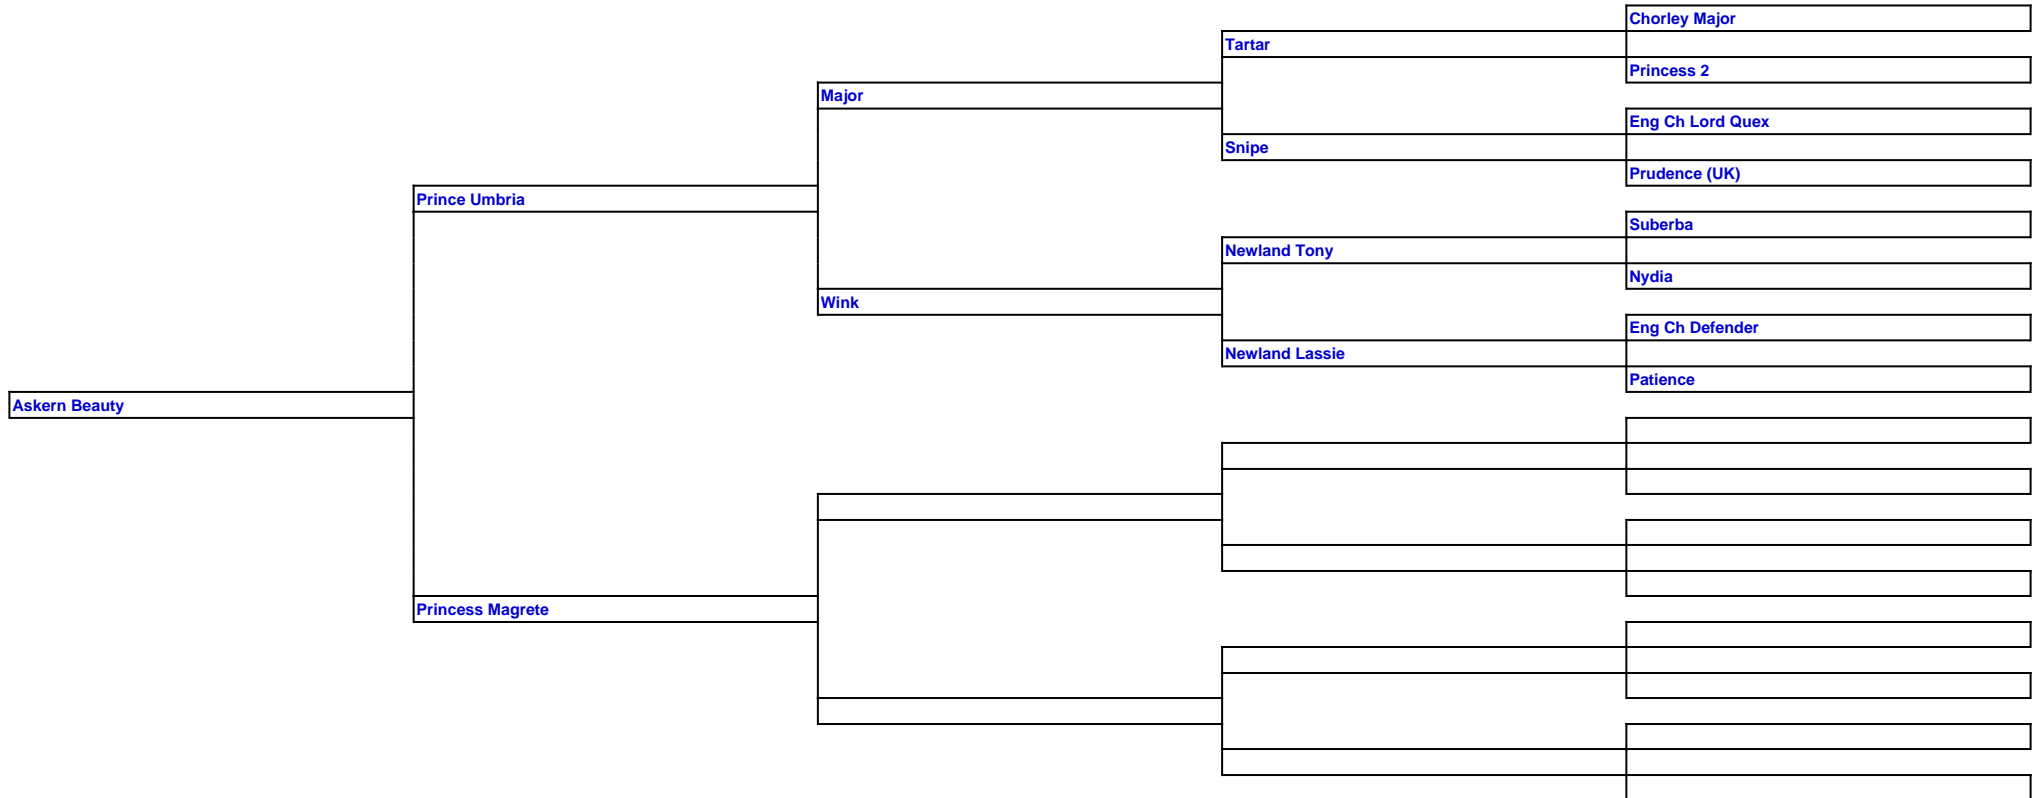 Chorley Major
Tartar
Princess 2
Major
Eng Ch Lord Quex
Snipe
Prudence (UK)
Prince Umbria
Suberba
Newland Tony
Nydia
Wink
Eng Ch Defender
Newland Lassie
Patience
Askern Beauty
Princess Magrete